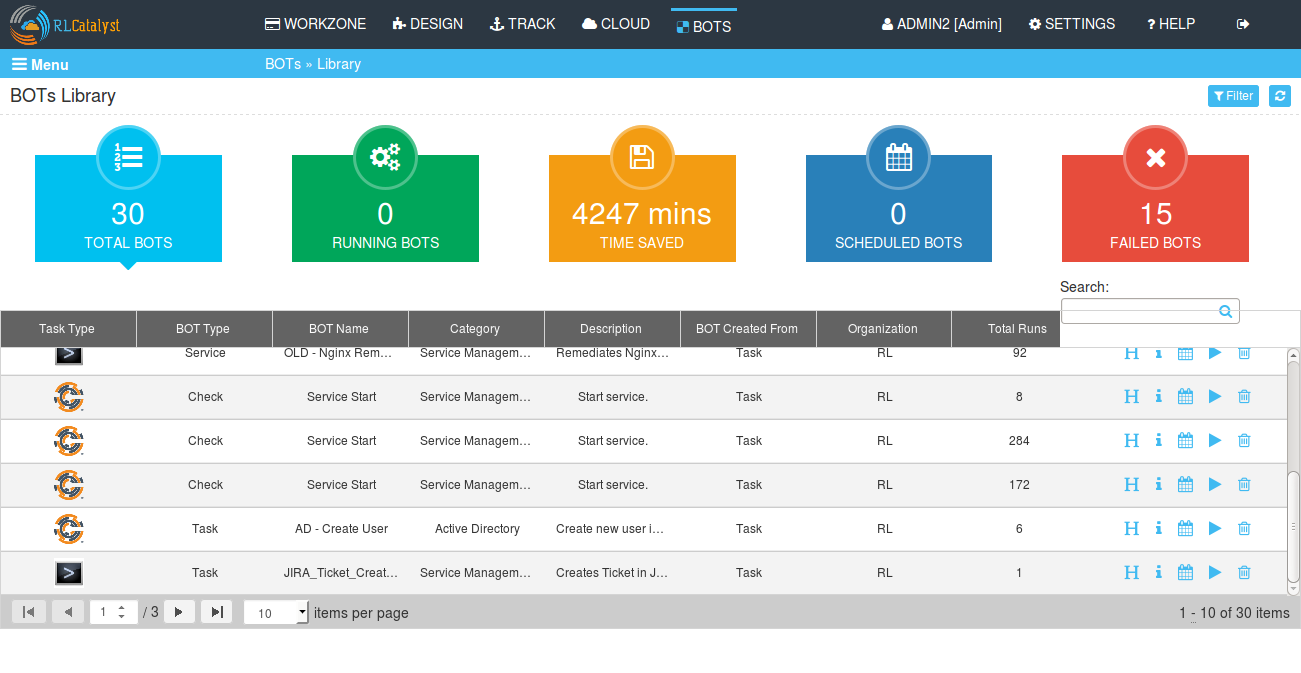 RLCatalyst WORKZONE DESIGN TRACK CLOUD BOTS ADMIN2 [Admin] SETTINGS ? HELP
Menu BOTs » Library
BOTs Library Filter
1 2 3
30 0 4247 mins 0 15
TOTAL BOTS RUNNING BOTS TIME SAVED SCHEDULED BOTS FAILED BOTS
Search:
Task Type BOT Type BOT Name Category Description BOT Created From Organization Total Runs
Service OLD - Nginx Rem... Service Managem... Remediates Nginx... Task RL 92 H i
Check Service Start Service Managem... Start service. Task RL 8 H i
Check Service Start Service Managem... Start service. Task RL 284 H i
Check Service Start Service Managem... Start service. Task RL 172 H i
Task AD - Create User Active Directory Create new user i... Task RL 6 H i
Task JIRA_Ticket_Creat... Service Managem... Creates Ticket in J... Task RL 1 H i
1 / 3 10 items per page 1 - 10 of 30 items